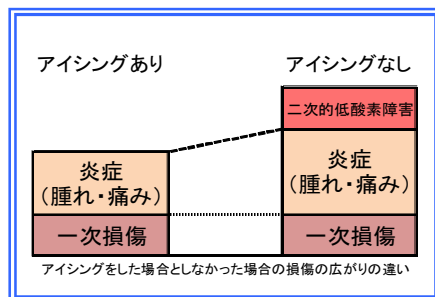 アイシングあり
アイシングなし
二次的低酸素障害
炎症
(腫れ・痛み)
炎症
(腫れ・痛み)
一次損傷
一次損傷
アイシングをした場合としなかった場合の損傷の広がりの違い